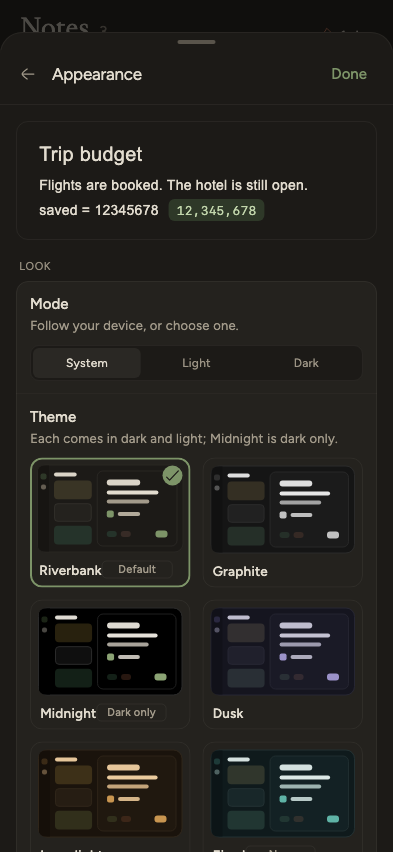 Notes 3
Appearance
Done
Trip budget
Flights are booked. The hotel is still open.
saved = 12345678 12,345,678
LOOK
Mode
Follow your device, or choose one.
System Light Dark
Theme
Each comes in dark and light; Midnight is dark only.
Riverbank Default
Graphite
Midnight Dark only
Dusk